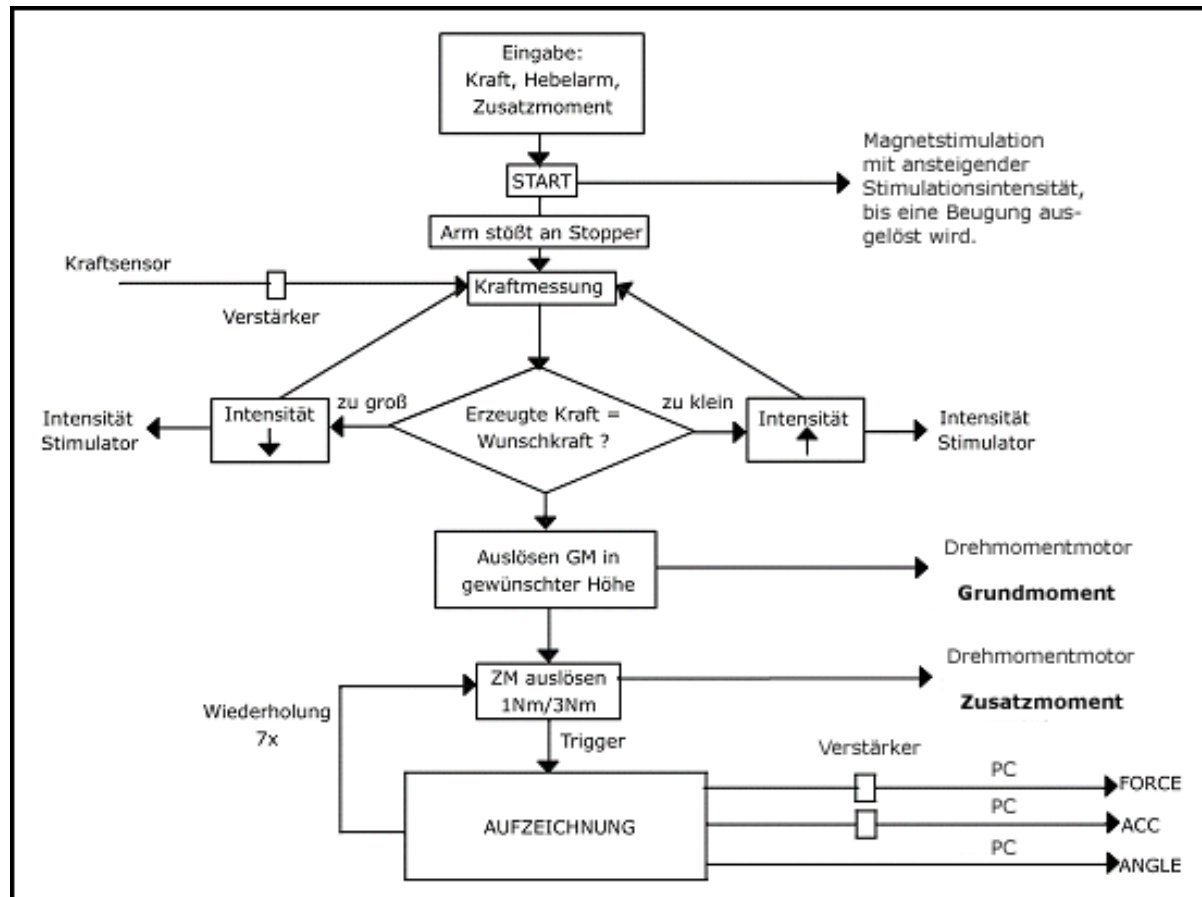 Eingabe:
Kraft, Hebelarm,
Zusatzmoment
START
Magnetstimulation
mit ansteigender
Stimulationsintensität,
bis eine Beugung aus-
gelöst wird.
Arm stößt an Stopper
Kraftsensor
Verstärker
Kraftmessung
Intensität
Stimulator
Intensität
zu groß
Erzeugte Kraft =
Wunschkraft ?
zu klein
Intensität
Intensität
Stimulator
Auslösen GM in
gewünschter Höhe
Drehmomentmotor
Grundmoment
ZM auslösen
1Nm/3Nm
Drehmomentmotor
Zusatzmoment
Wiederholung
7x
Trigger
AUFZEICHNUNG
Verstärker
PC
FORCE
PC
ACC
PC
ANGLE